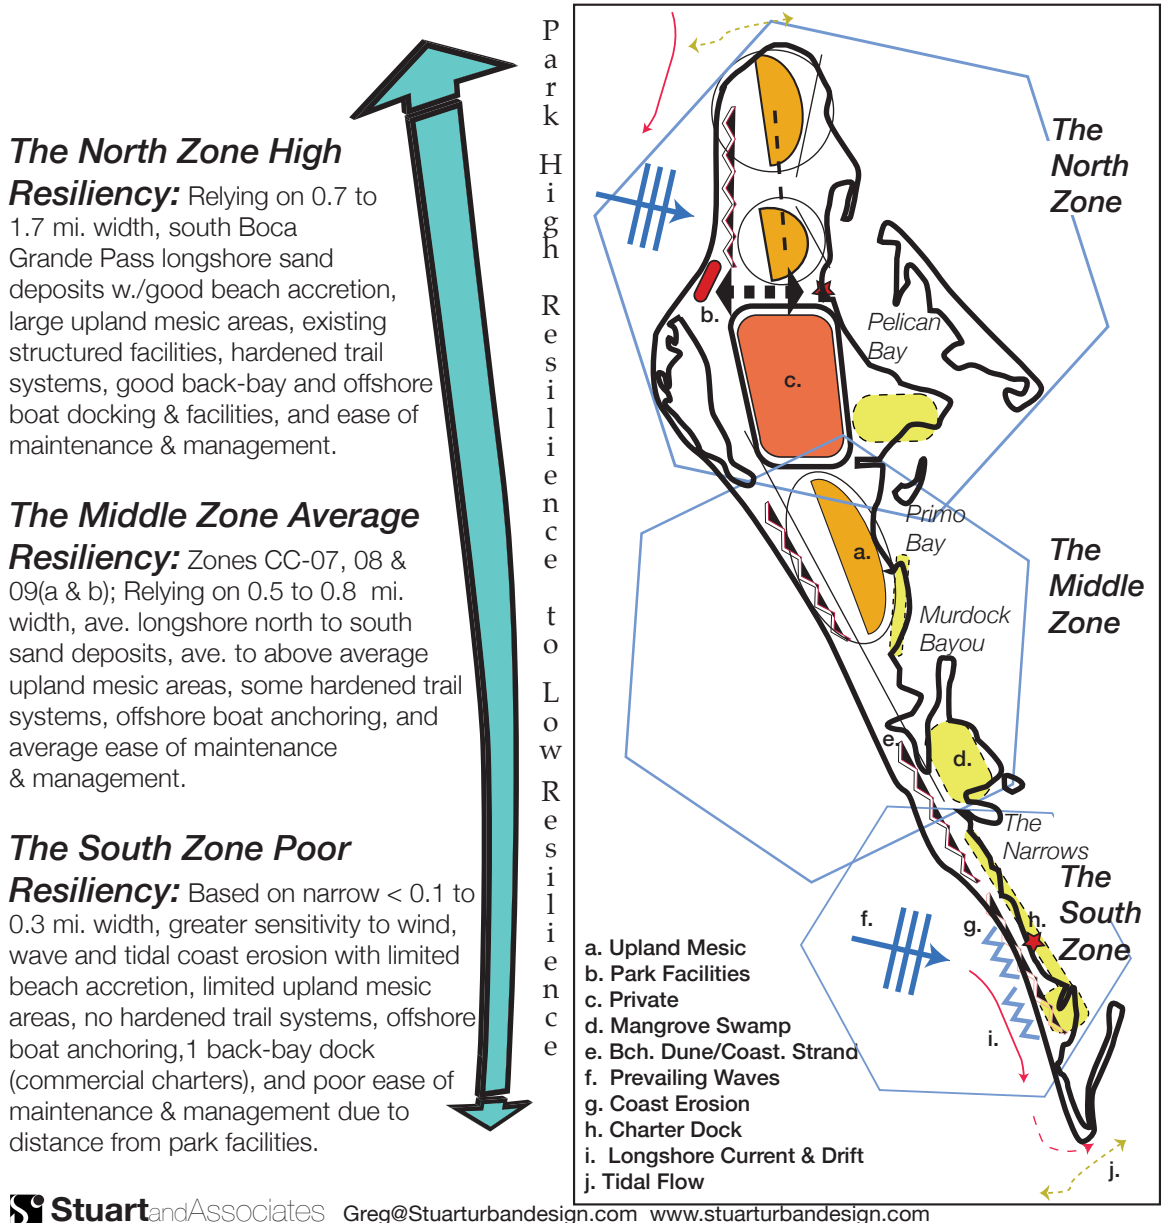 The North Zone High
Resiliency: Relying on 0.7 to
1.7 mi. width, south Boca
Grande Pass longshore sand
deposits w./good beach accretion,
large upland mesic areas, existing
structured facilities, hardened trail
systems, good back-bay and offshore
boat docking & facilities, and ease of
maintenance & management.
The Middle Zone Average
Resiliency: Zones CC-07, 08 &
09(a & b); Relying on 0.5 to 0.8 mi.
width, ave. longshore north to south
sand deposits, ave. to above average
upland mesic areas, some hardened trail
systems, offshore boat anchoring, and
average ease of maintenance
& management.
The South Zone Poor
Resiliency: Based on narrow < 0.1 to
0.3 mi. width, greater sensitivity to wind,
wave and tidal coast erosion with limited
beach accretion, limited upland mesic
areas, no hardened trail systems, offshore
boat anchoring,1 back-bay dock
(commercial charters), and poor ease of
maintenance & management due to
distance from park facilities.
Park High Resilience to Low Resilience
The
North
Zone
b.
Pelican
Bay
c.
Primo
Bay
a.
The
Middle
Zone
Murdock
Bayou
e.
d.
The
Narrows
The
South
Zone
f.
g.
h.
i.
j.
a. Upland Mesic
b. Park Facilities
c. Private
d. Mangrove Swamp
e. Bch. Dune/Coast. Strand
f. Prevailing Waves
g. Coast Erosion
h. Charter Dock
i. Longshore Current & Drift
j. Tidal Flow
StuartandAssociates Greg@Stuarturbandesign.com www.stuarturbandesign.com